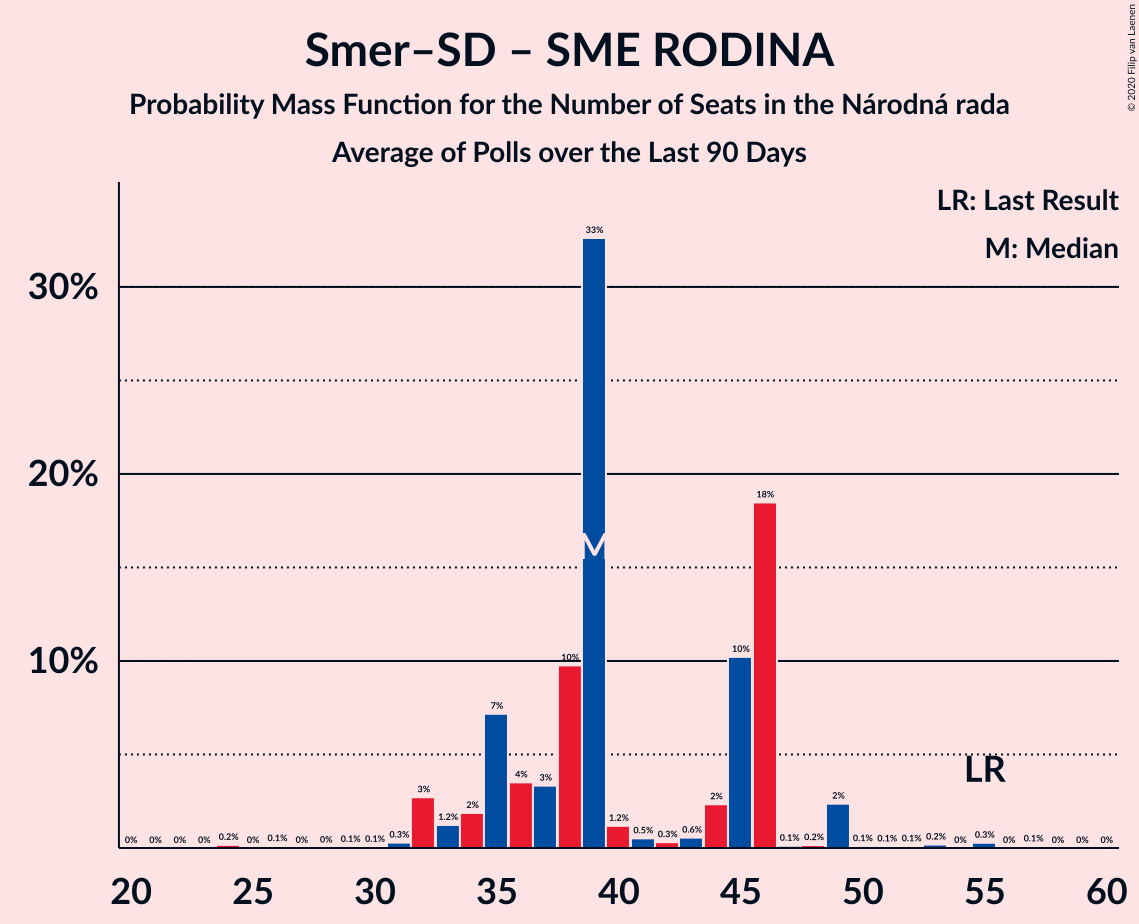 Smer–SD – SME RODINA
Probability Mass Function for the Number of Seats in the Národná rada
Average of Polls over the Last 90 Days
© 2020 Filip van Laenen
LR: Last Result
M: Median
30%
20%
10%
0% 0% 0% 0% 0.2% 0% 0.1% 0% 0% 0.1% 0.1% 0.3% 3% 1.2% 2% 7% 4% 3% 10% 33% 1.2% 0.5% 0.3% 0.6% 2% 10% 18% 0.1% 0.2% 2% 0.1% 0.1% 0.1% 0.2% 0% 0.3% 0% 0.1% 0% 0% 0%
M
LR
20 25 30 35 40 45 50 55 60